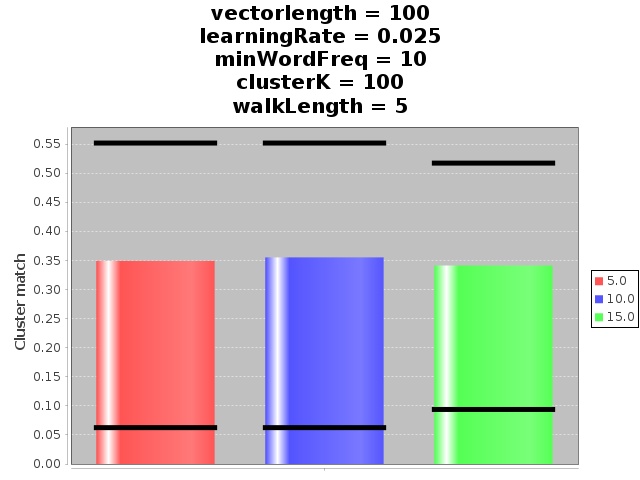 vectorlength = 100
learningRate = 0.025
minWordFreq = 10
clusterK = 100
walkLength = 5
0.55
0.50
0.45
0.40
0.35
0.30
0.25
0.20
0.15
0.10
0.05
0.00
Cluster match
5.0
10.0
15.0